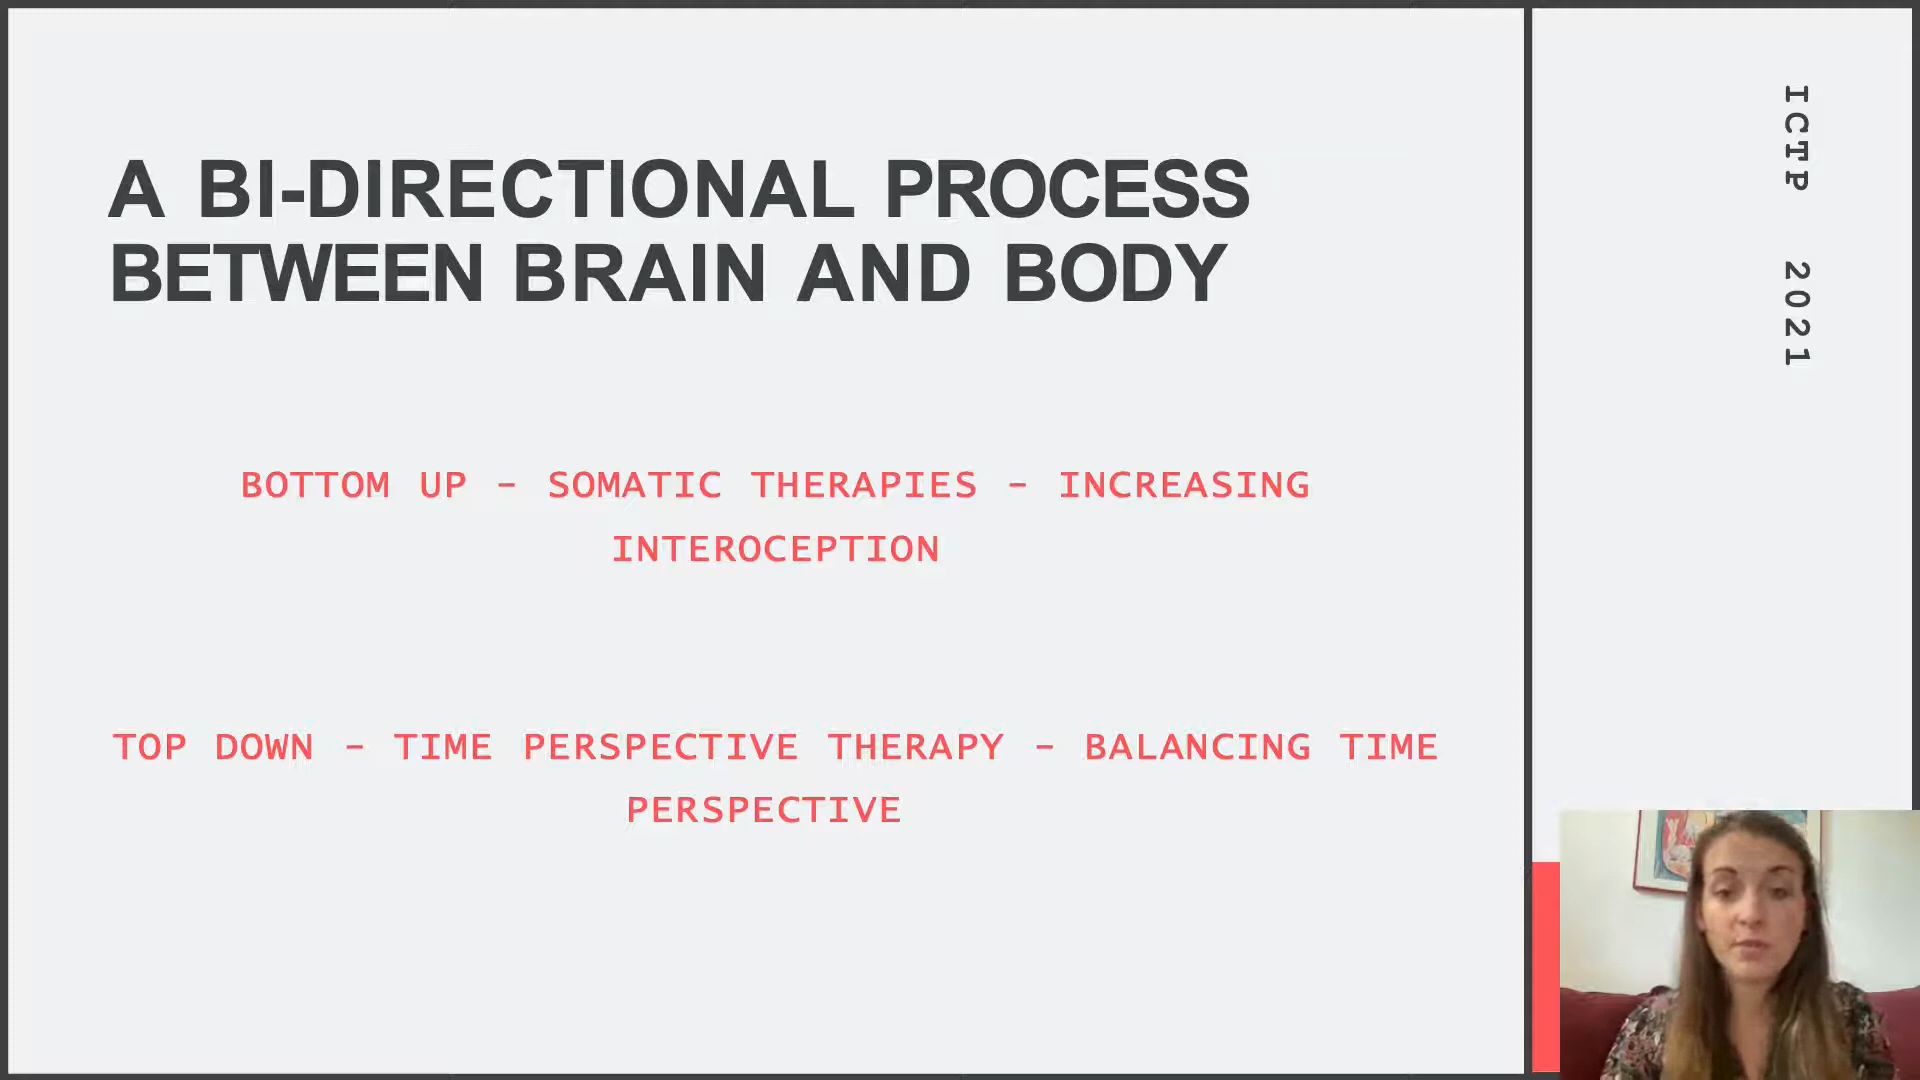 A BI-DIRECTIONAL PROCESS
BETWEEN BRAIN AND BODY
BOTTOM UP – SOMATIC THERAPIES – INCREASING
INTEROCEPTION
TOP DOWN – TIME PERSPECTIVE THERAPY – BALANCING TIME
PERSPECTIVE
ICTP 2021